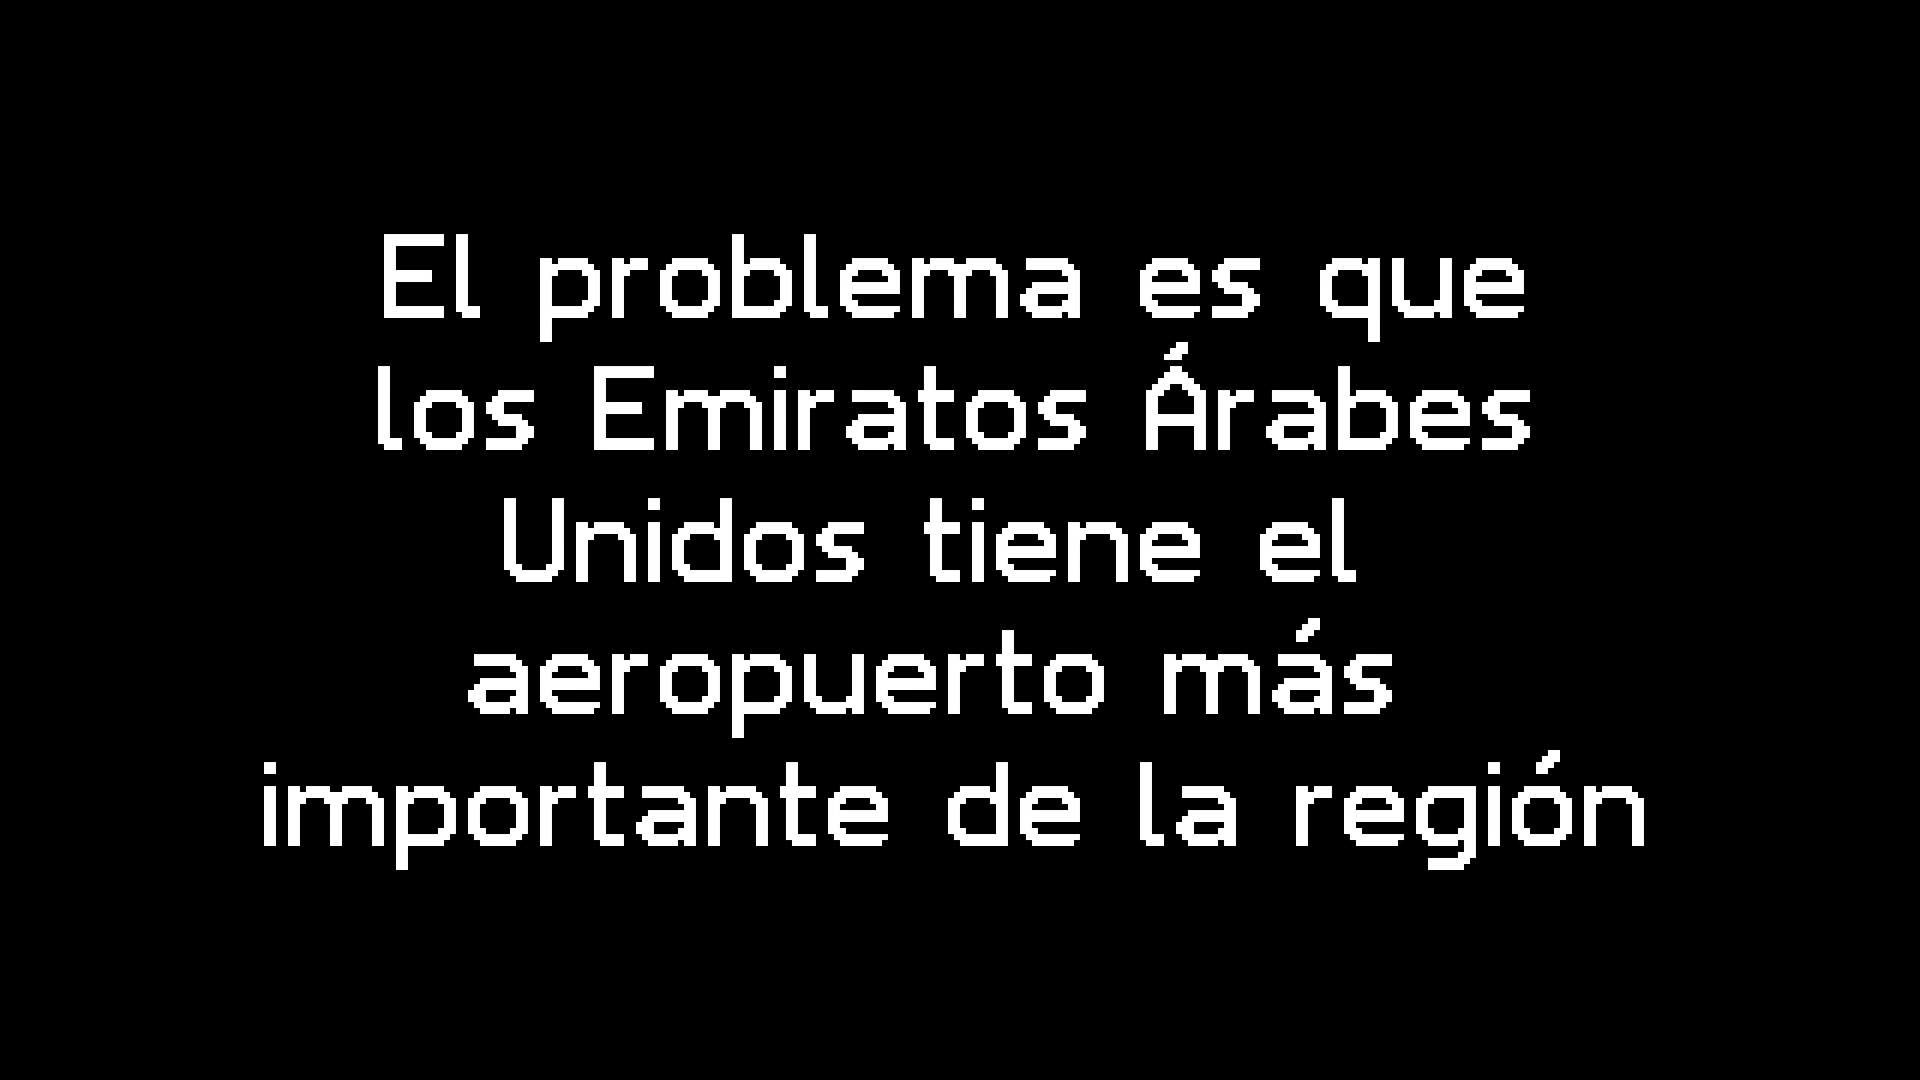 El problema es que
los Emiratos Árabes
Unidos tiene el
aeropuerto más
importante de la región